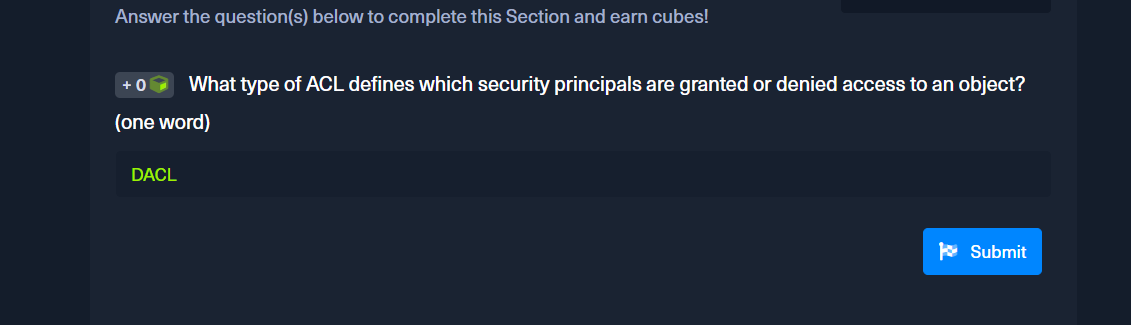 Answer the question(s) below to complete this Section and earn cubes!
+ 0 What type of ACL defines which security principals are granted or denied access to an object?
(one word)
DACL
Submit